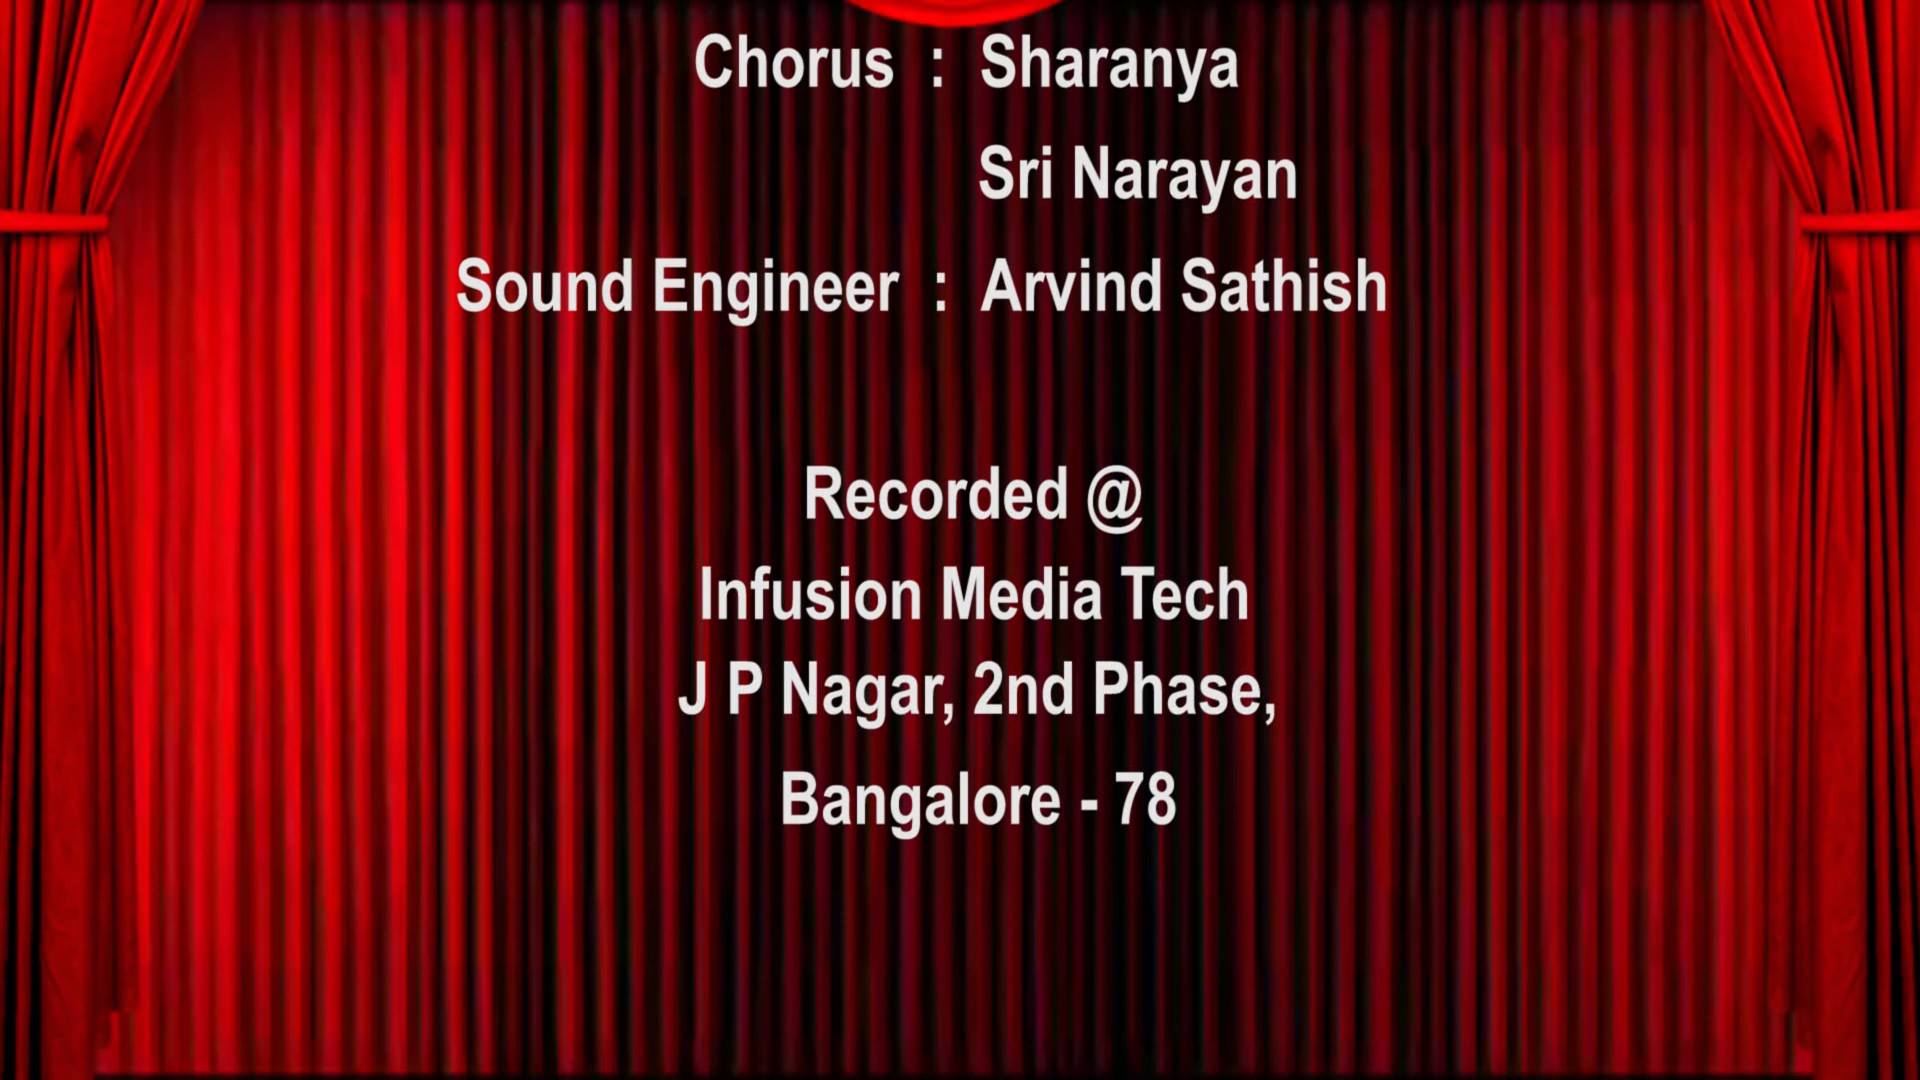 Chorus : Sharanya
Sri Narayan
Sound Engineer : Arvind Sathish
Recorded @
Infusion Media Tech
J P Nagar, 2nd Phase,
Bangalore - 78